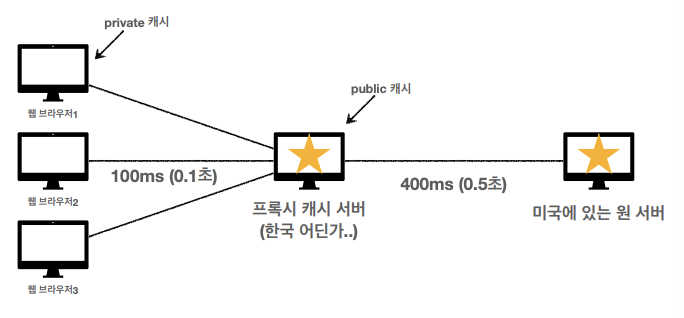 private 캐시
public 캐시
웹 브라우저1
웹 브라우저2
100ms (0.1초)
400ms (0.5초)
프록시 캐시 서버
(한국 어딘가..)
미국에 있는 원 서버
웹 브라우저3